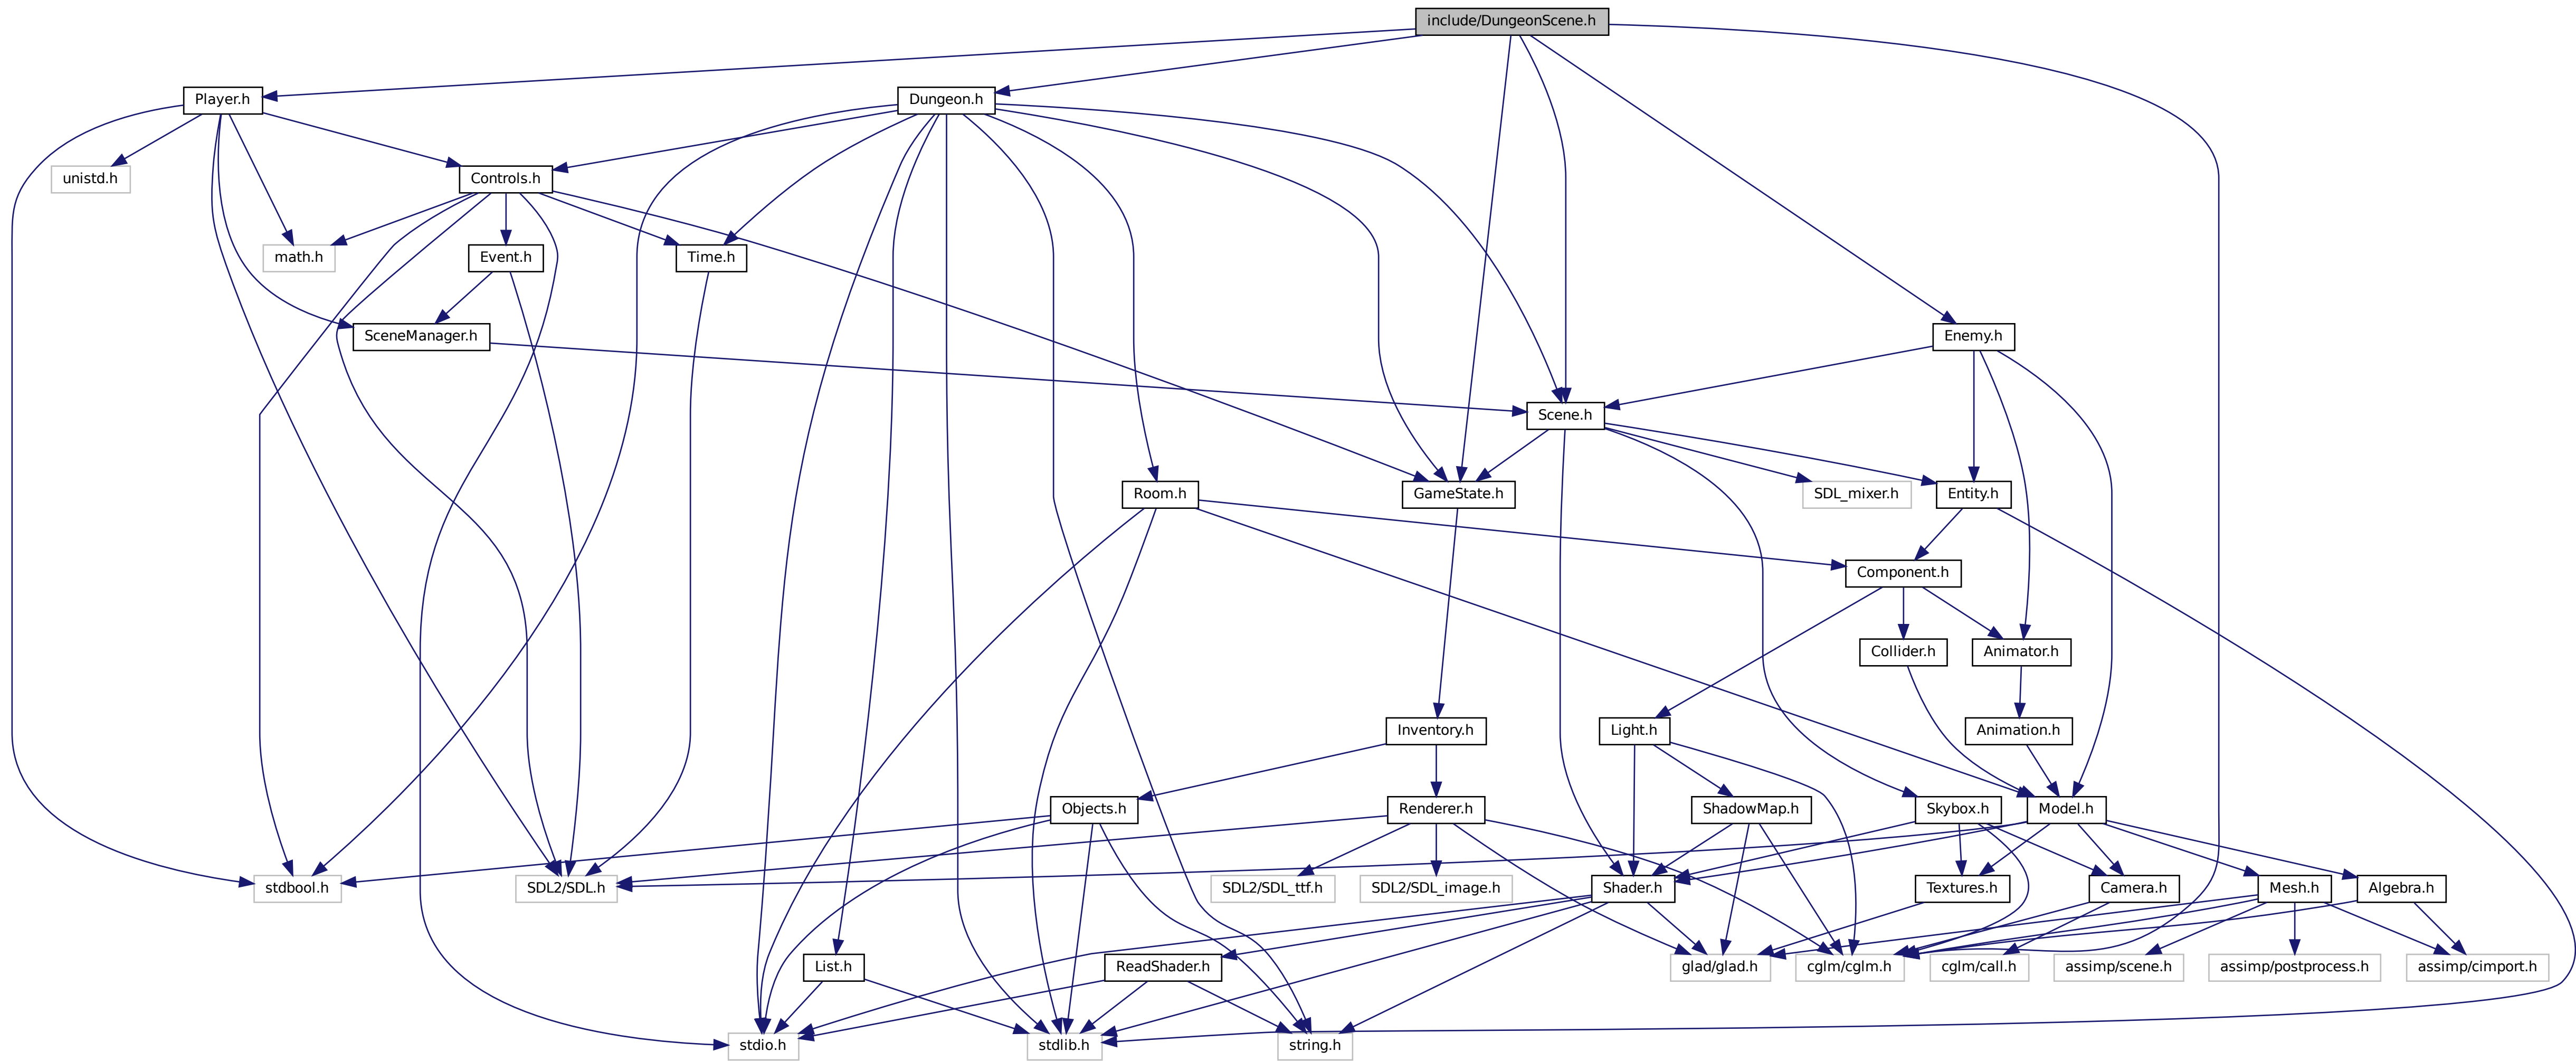 include/DungeonScene.h
Player.h
Dungeon.h
unistd.h
Controls.h
math.h
Event.h
Time.h
SceneManager.h
Enemy.h
Scene.h
Room.h
GameState.h
SDL_mixer.h
Entity.h
Component.h
Collider.h
Animator.h
Inventory.h
Light.h
Animation.h
Objects.h
Renderer.h
ShadowMap.h
Skybox.h
Model.h
stdbool.h
SDL2/SDL.h
SDL2/SDL_ttf.h
SDL2/SDL_image.h
Shader.h
Textures.h
Camera.h
Mesh.h
Algebra.h
List.h
ReadShader.h
glad/glad.h
cglm/cglm.h
cglm/call.h
assimp/scene.h
assimp/postprocess.h
assimp/cimport.h
stdio.h
stdlib.h
string.h